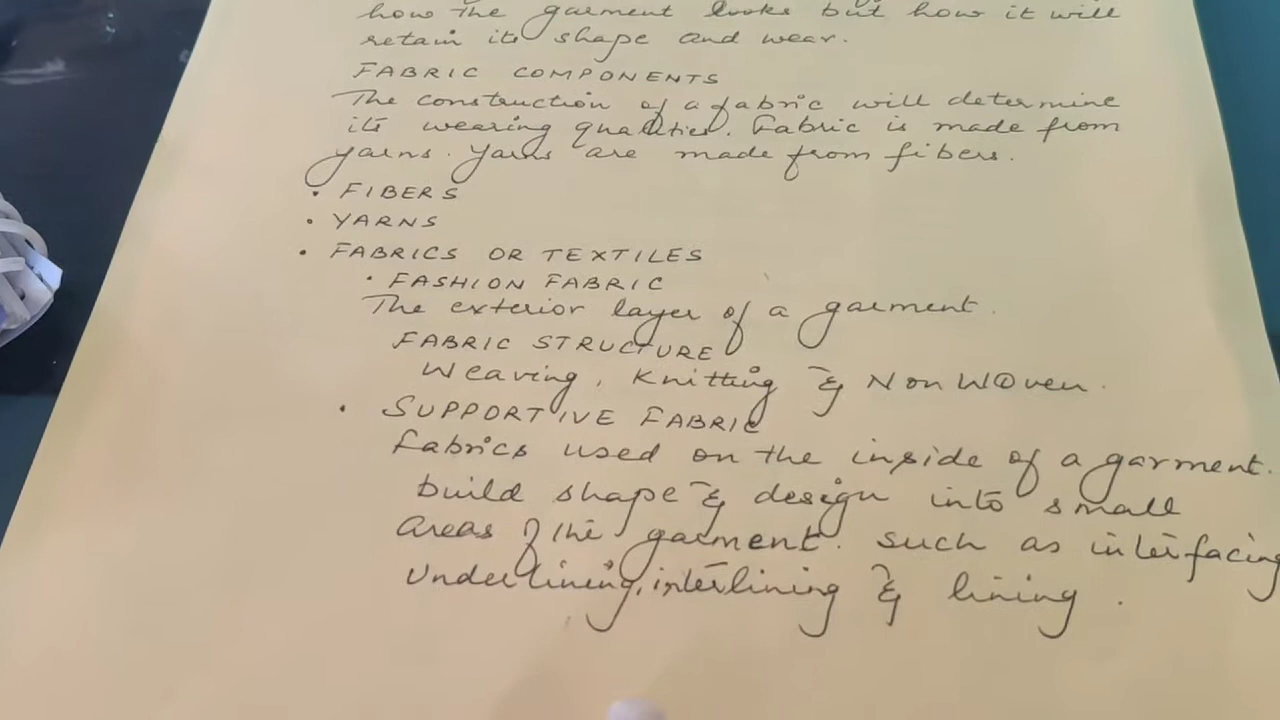 how the garment looks but how it will
retain its shape and wear.
FABRIC COMPONENTS
The construction of a fabric will determine
its wearing qualities. Fabric is made from
yarns. Yarns are made from fibers.
• FIBERS
• YARNS
• FABRICS OR TEXTILES
• FASHION FABRIC
The exterior layer of a garment.
FABRIC STRUCTURE
Weaving, Knitting & Non Woven.
• SUPPORTIVE FABRIC
Fabrics used on the inside of a garment.
build shape & design into small
areas of the garment. such as interfacing
Underlining, interlining & lining.